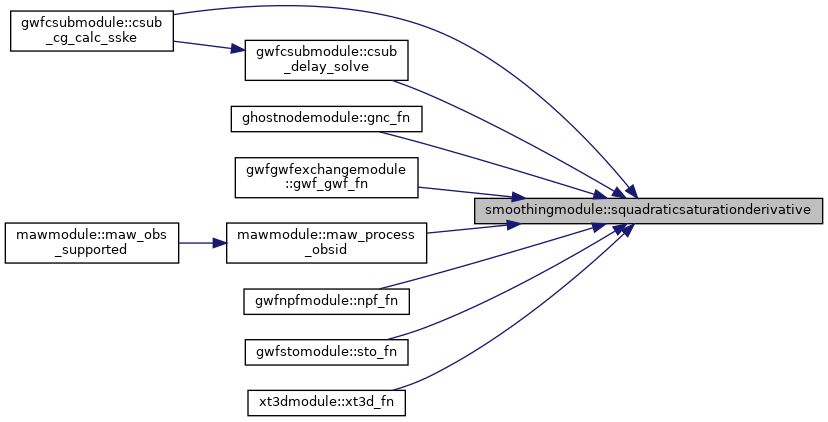 gwfcsubmodule::csub
_cg_calc_sske
gwfcsubmodule::csub
_delay_solve
ghostnodemodule::gnc_fn
gwfgwfexchangemodule
::gwf_gwf_fn
smoothingmodule::squadraticsaturationderivative
mawmodule::maw_obs
_supported
mawmodule::maw_process
_obsid
gwfnpfmodule::npf_fn
gwfstomodule::sto_fn
xt3dmodule::xt3d_fn